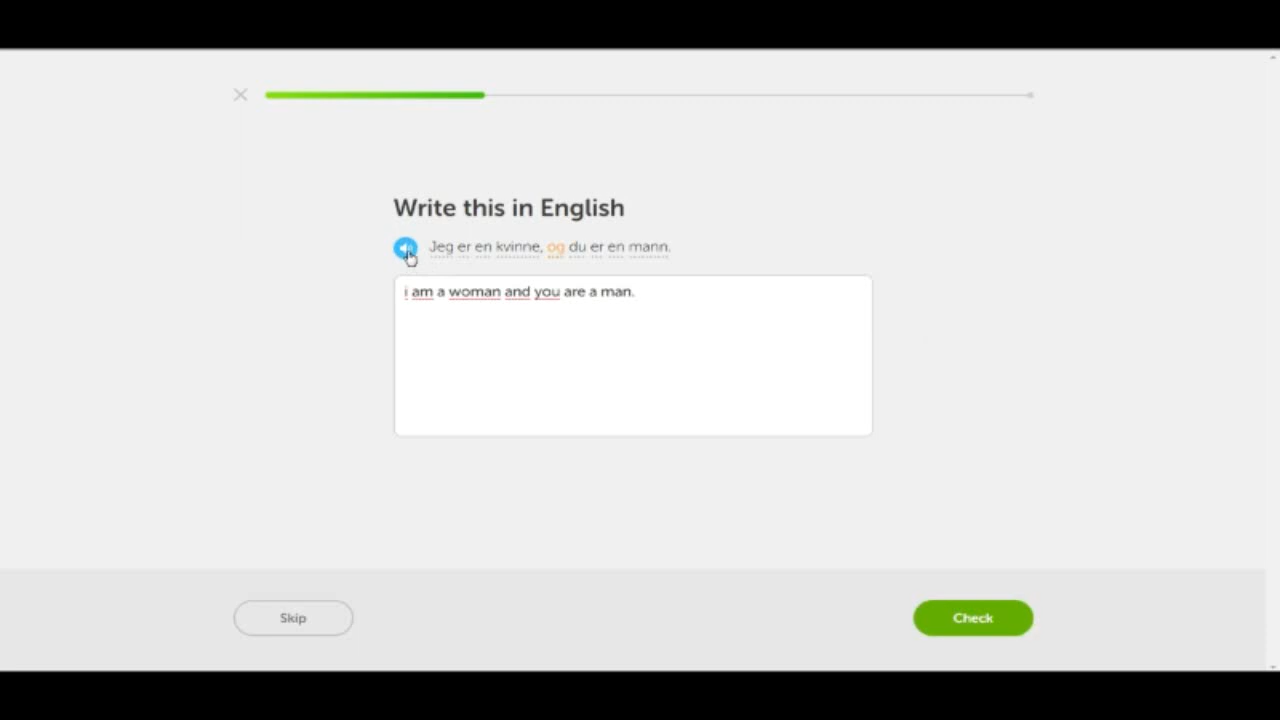 Write this in English
Jeg er en kvinne, og du er en mann.
i am a woman and you are a man.
Skip
Check